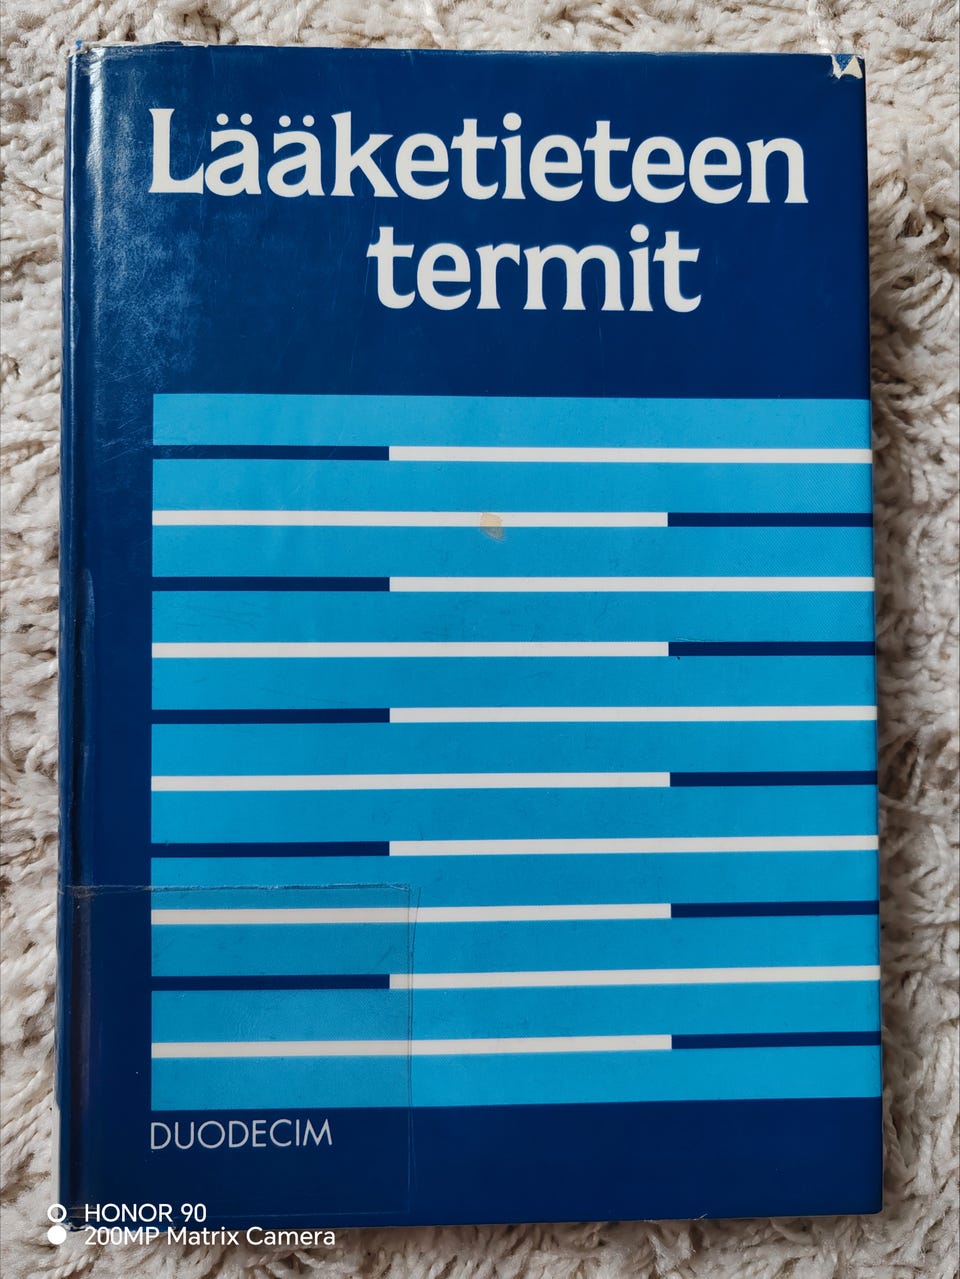 Lääketieteen
termit
DUODECIM
HONOR 90
200MP Matrix Camera